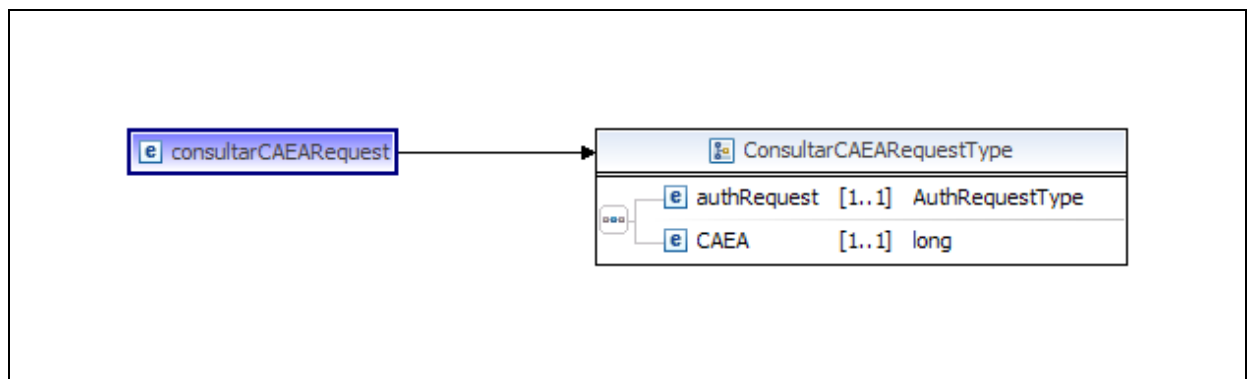 consultarCAEARequest
ConsultarCAEARequestType
authRequest [1..1] AuthRequestType
CAEA [1..1] long